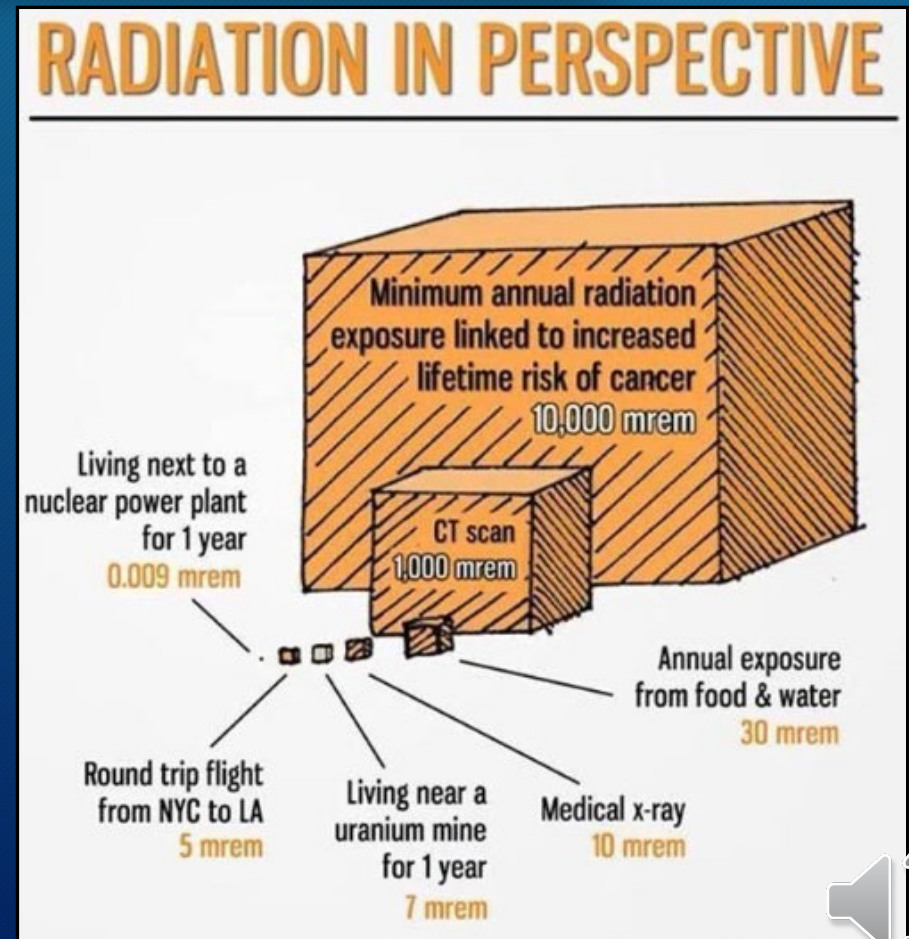 RADIATION IN PERSPECTIVE
Minimum annual radiation
exposure linked to increased
lifetime risk of cancer
10,000 mrem
CT scan
1,000 mrem
Living next to a
nuclear power plant
for 1 year
0.009 mrem
Round trip flight
from NYC to LA
5 mrem
Living near a
uranium mine
for 1 year
7 mrem
Medical x-ray
10 mrem
Annual exposure
from food & water
30 mrem